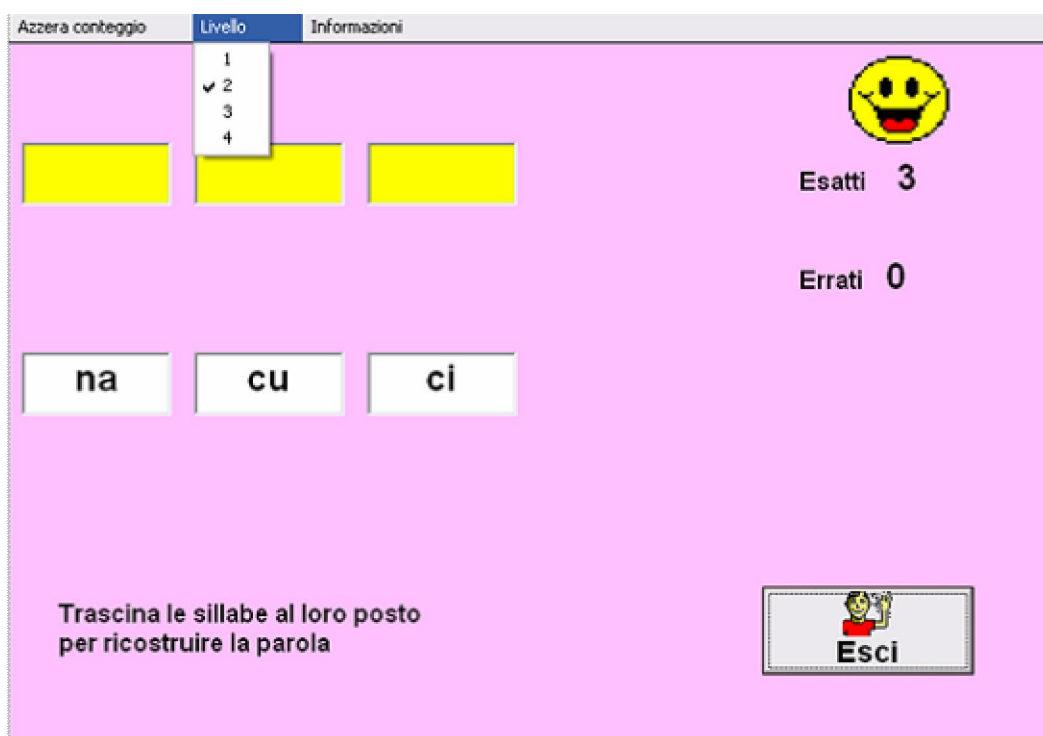 Azzera conteggio Livello Informazioni
1
2
3
4
Esatti 3
Errati 0
na cu ci
Trascina le sillabe al loro posto
per ricostruire la parola
Esci